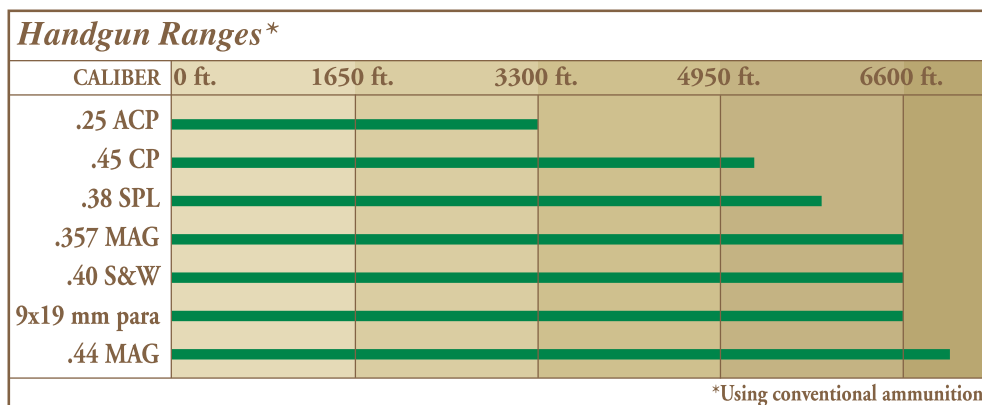 Handgun Ranges*
CALIBER 0 ft. 1650 ft. 3300 ft. 4950 ft. 6600 ft.
.25 ACP
.45 CP
.38 SPL
.357 MAG
.40 S&W
9x19 mm para
.44 MAG
*Using conventional ammunition